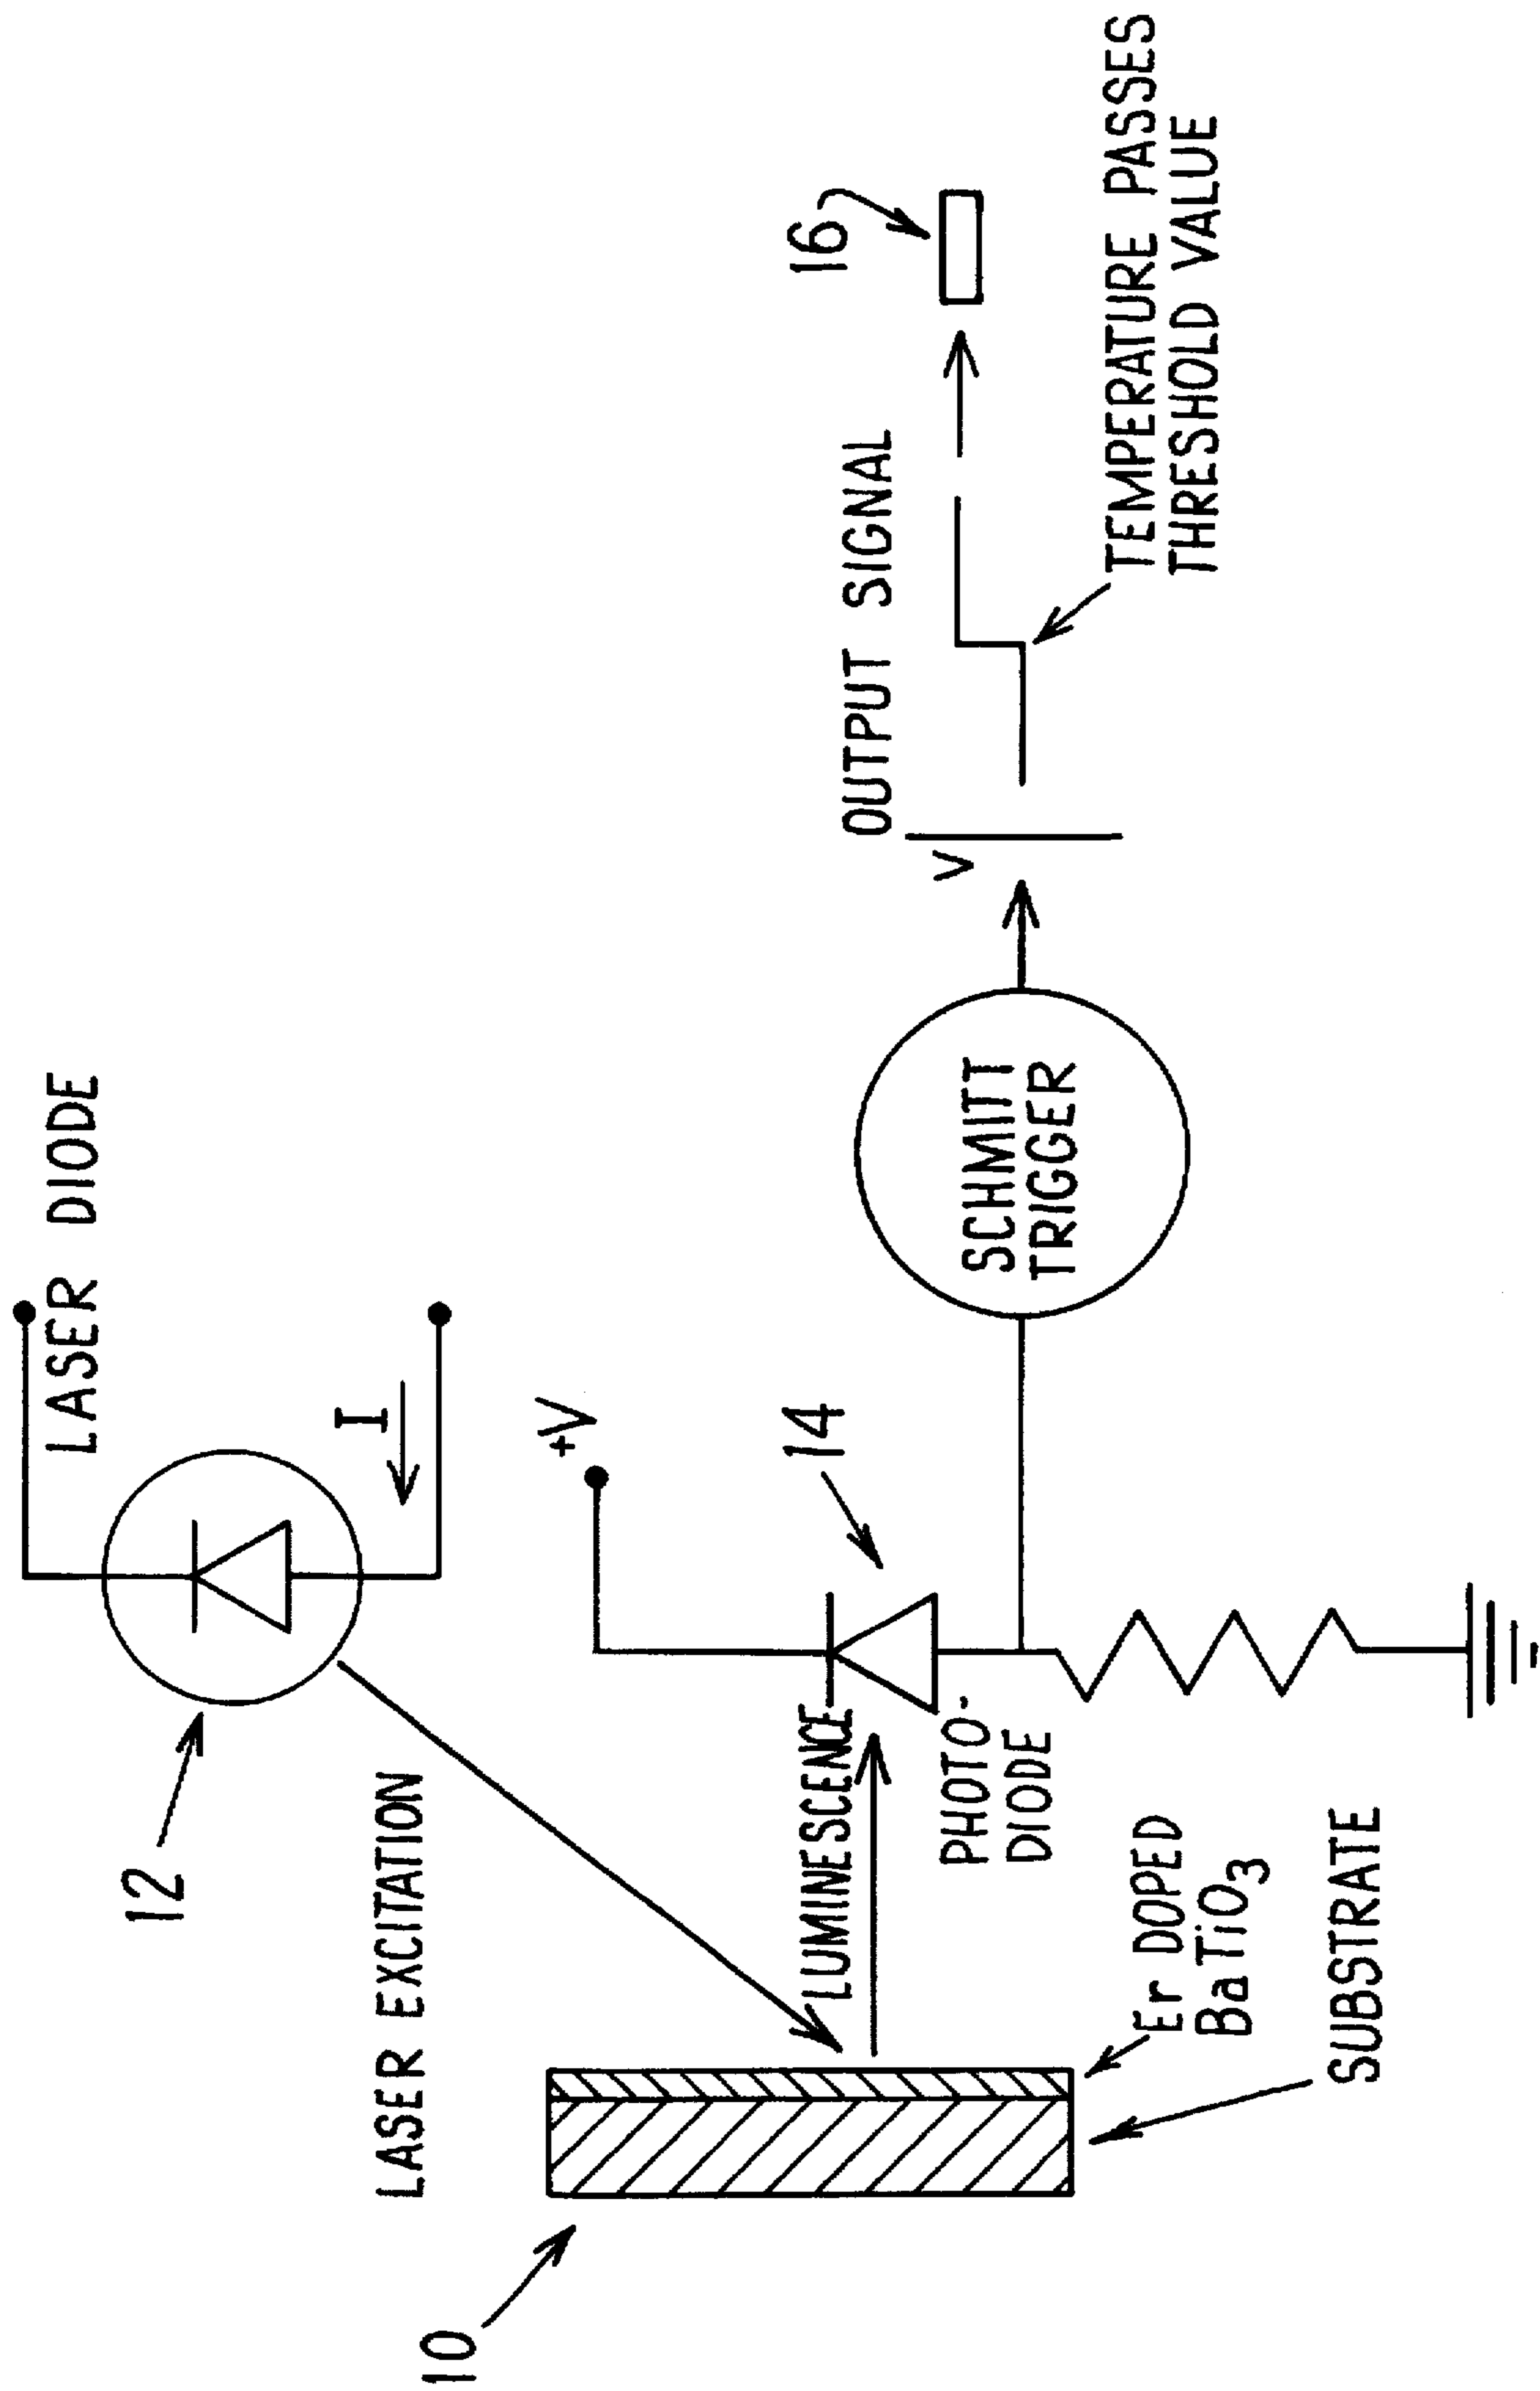 LASER DIODE
I
12
LASER EXCITATION
+V
14
LUMINESCENCE
PHOTO-
DIODE
10
Er DOPED
BaTiO3
SUBSTRATE
SCHMITT
TRIGGER
V
OUTPUT SIGNAL
16
TEMPERATURE PASSES
THRESHOLD VALUE